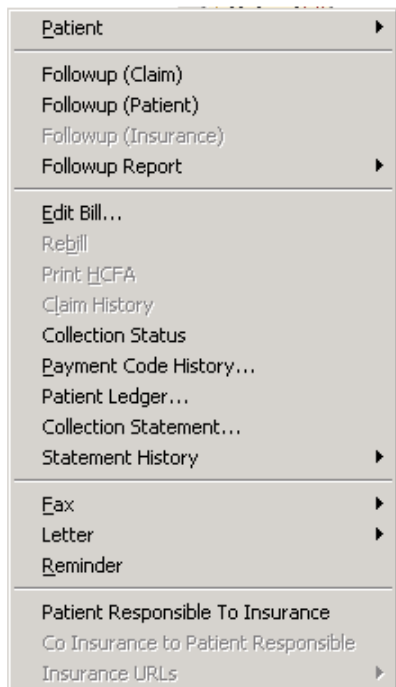 Patient
Followup (Claim)
Followup (Patient)
Followup (Insurance)
Followup Report
Edit Bill...
Rebill
Print HCFA
Claim History
Collection Status
Payment Code History...
Patient Ledger...
Collection Statement...
Statement History
Fax
Letter
Reminder
Patient Responsible To Insurance
Co Insurance to Patient Responsible
Insurance URLs